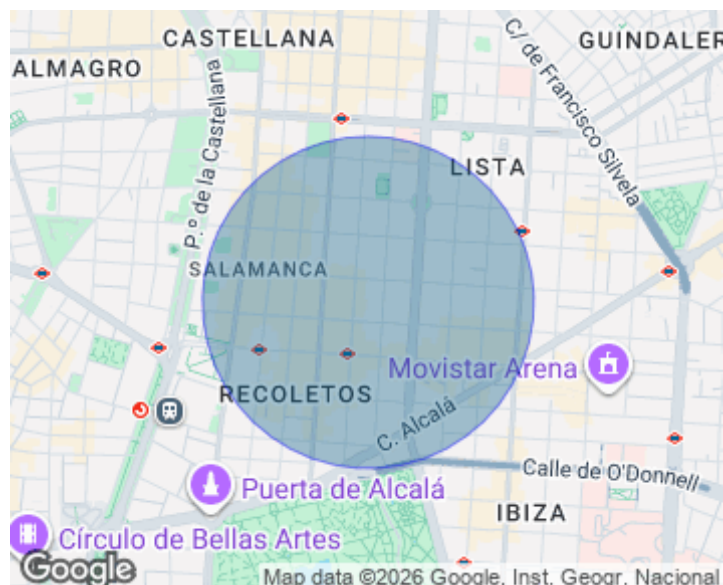 CASTELLANA
GUINDALER
ALMAGRO
C/ de Francisco Silvela
P.º de la Castellana
LISTA
SALAMANCA
Movistar Arena
RECOLETOS
C. Alcalá
Calle de O'Donnell
Puerta de Alcalá
IBIZA
Círculo de Bellas Artes
Google
Map data ©2026 Google, Inst. Geogr. Nacional